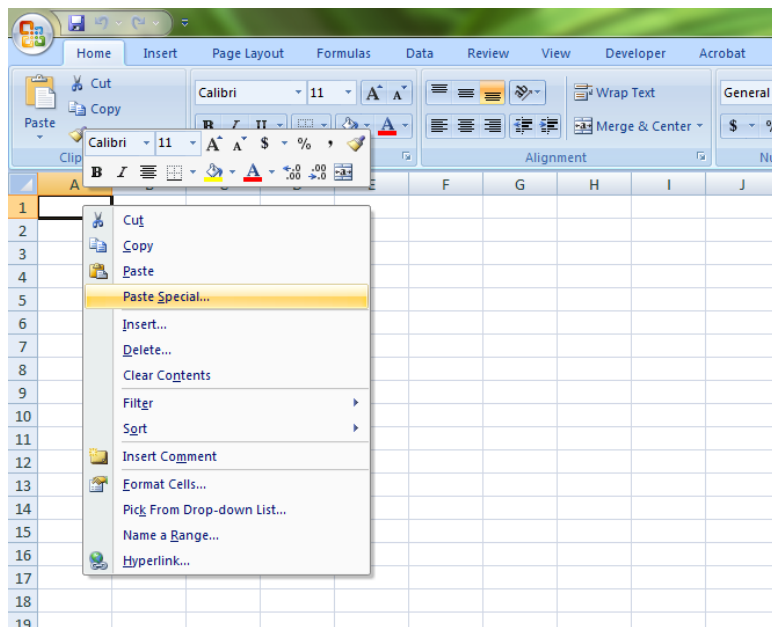 Home Insert Page Layout Formulas Data Review View Developer Acrobat
Cut
Calibri 11 A A Wrap Text General
Copy
Paste B I U A Merge & Center $ %
Calibri 11 A A $ % ,
Alignment
B I A .00 .00 a
A F G H I J
1
2
3
4
5
6
7
8
9
10
11
12
13
14
15
16
17
18
19
Cut
Copy
Paste
Paste Special...
Insert...
Delete...
Clear Contents
Filter
Sort
Insert Comment
Format Cells...
Pick From Drop-down List...
Name a Range...
Hyperlink...